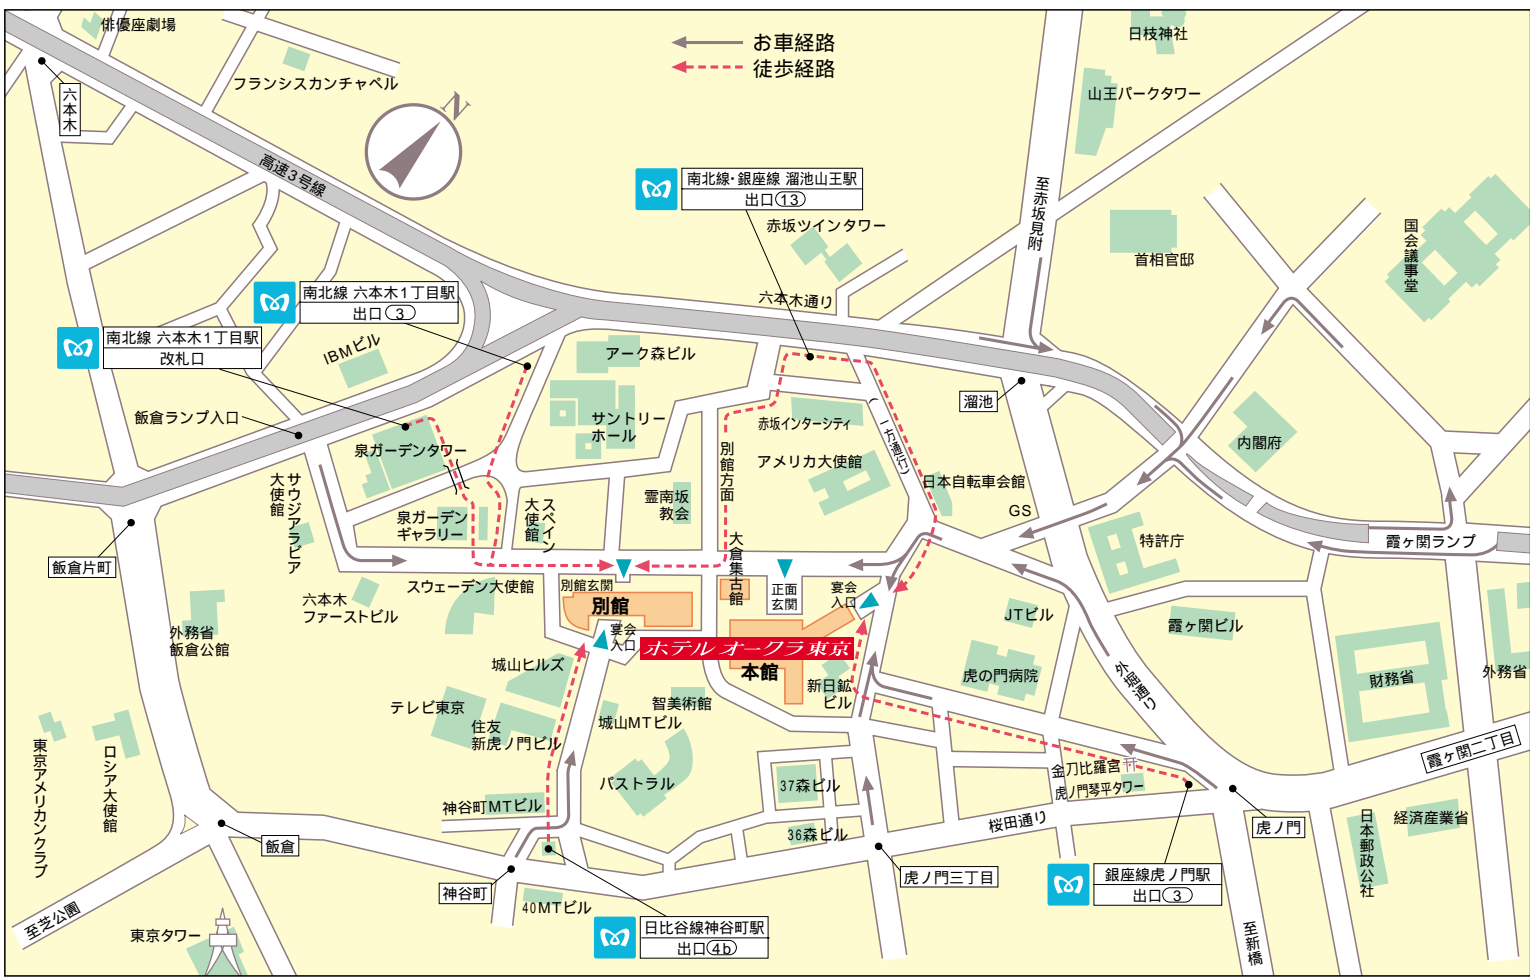 俳優座劇場
お車経路
徒歩経路
日枝神社
フランシスカンチャペル
山王パークタワー
六本木
N
高速3号線
南北線・銀座線 溜池山王駅
出口13
至赤坂見附
赤坂ツインタワー
国会議事堂
首相官邸
南北線 六本木1丁目駅
出口3
六本木通り
南北線 六本木1丁目駅
改札口
IBMビル
アーク森ビル
溜池
飯倉ランプ入口
サントリー
ホール
赤坂インターシティ
(一方通行)
内閣府
泉ガーデンタワー
別館方面
アメリカ大使館
サウジアラビア
大使館
日本自転車会館
霊南坂
教会
スペイン
大使館
GS
泉ガーデン
ギャラリー
特許庁
霞ヶ関ランプ
大倉集古館
飯倉片町
スウェーデン大使館
別館玄関
正面
玄関
宴会
入口
六本木
ファーストビル
別館
JTビル
霞ヶ関ビル
外務省
飯倉公館
宴会
入口
ホテルオークラ東京
本館
城山ヒルズ
虎の門病院
外堀通り
財務省
外務省
新日鉱
ビル
智美術館
テレビ東京
城山MTビル
住友
新虎ノ門ビル
霞ヶ関二丁目
東京アメリカンクラブ
ロシア大使館
金刀比羅宮
虎ノ門琴平タワー
パストラル
37森ビル
神谷町MTビル
桜田通り
虎ノ門
経済産業省
日本郵政公社
36森ビル
飯倉
神谷町
虎ノ門三丁目
銀座線虎ノ門駅
出口3
40MTビル
至芝公園
日比谷線神谷町駅
出口4b
東京タワー
至新橋